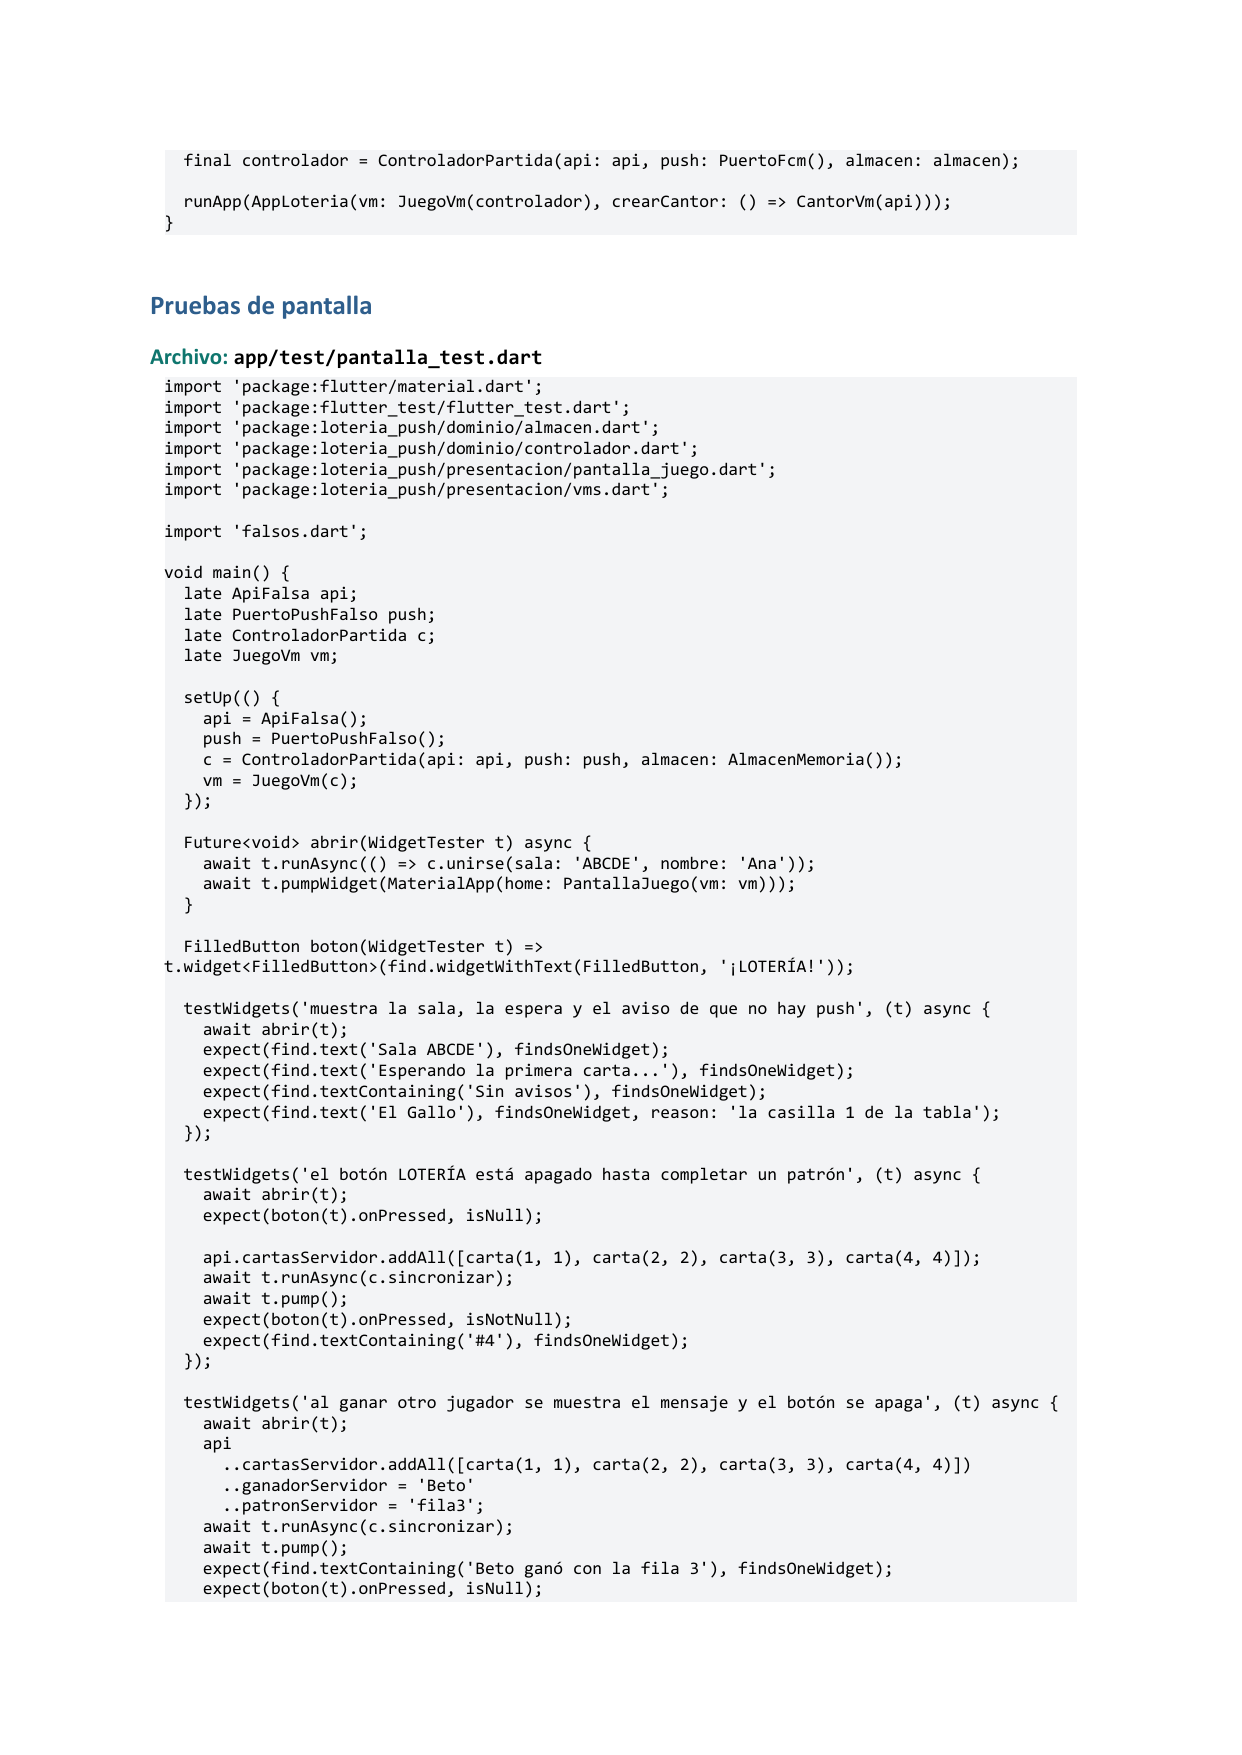 final controlador = ControladorPartida(api: api, push: PuertoFcm(), almacen: almacen);

  runApp(AppLoteria(vm: JuegoVm(controlador), crearCantor: () => CantorVm(api)));
}

Pruebas de pantalla

Archivo: app/test/pantalla_test.dart
import 'package:flutter/material.dart';
import 'package:flutter_test/flutter_test.dart';
import 'package:loteria_push/dominio/almacen.dart';
import 'package:loteria_push/dominio/controlador.dart';
import 'package:loteria_push/presentacion/pantalla_juego.dart';
import 'package:loteria_push/presentacion/vms.dart';

import 'falsos.dart';

void main() {
  late ApiFalsa api;
  late PuertoPushFalso push;
  late ControladorPartida c;
  late JuegoVm vm;

  setUp(() {
    api = ApiFalsa();
    push = PuertoPushFalso();
    c = ControladorPartida(api: api, push: push, almacen: AlmacenMemoria());
    vm = JuegoVm(c);
  });

  Future<void> abrir(WidgetTester t) async {
    await t.runAsync(() => c.unirse(sala: 'ABCDE', nombre: 'Ana'));
    await t.pumpWidget(MaterialApp(home: PantallaJuego(vm: vm)));
  }

  FilledButton boton(WidgetTester t) =>
t.widget<FilledButton>(find.widgetWithText(FilledButton, '¡LOTERÍA!'));

  testWidgets('muestra la sala, la espera y el aviso de que no hay push', (t) async {
    await abrir(t);
    expect(find.text('Sala ABCDE'), findsOneWidget);
    expect(find.text('Esperando la primera carta...'), findsOneWidget);
    expect(find.textContaining('Sin avisos'), findsOneWidget);
    expect(find.text('El Gallo'), findsOneWidget, reason: 'la casilla 1 de la tabla');
  });

  testWidgets('el botón LOTERÍA está apagado hasta completar un patrón', (t) async {
    await abrir(t);
    expect(boton(t).onPressed, isNull);

    api.cartasServidor.addAll([carta(1, 1), carta(2, 2), carta(3, 3), carta(4, 4)]);
    await t.runAsync(c.sincronizar);
    await t.pump();
    expect(boton(t).onPressed, isNotNull);
    expect(find.textContaining('#4'), findsOneWidget);
  });

  testWidgets('al ganar otro jugador se muestra el mensaje y el botón se apaga', (t) async {
    await abrir(t);
    api
      ..cartasServidor.addAll([carta(1, 1), carta(2, 2), carta(3, 3), carta(4, 4)])
      ..ganadorServidor = 'Beto'
      ..patronServidor = 'fila3';
    await t.runAsync(c.sincronizar);
    await t.pump();
    expect(find.textContaining('Beto ganó con la fila 3'), findsOneWidget);
    expect(boton(t).onPressed, isNull);